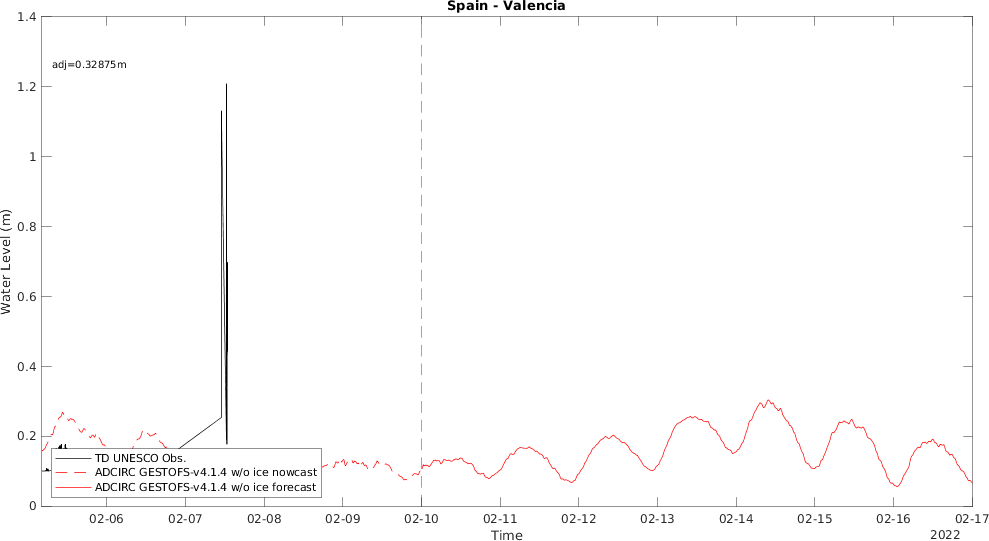 Spain - Valencia
adj=0.32875m
Water Level (m)
1.4
1.2
1
0.8
0.6
0.4
0.2
0
TD UNESCO Obs.
ADCIRC GESTOFS-v4.1.4 w/o ice nowcast
ADCIRC GESTOFS-v4.1.4 w/o ice forecast
02-06 02-07 02-08 02-09 02-10 02-11 02-12 02-13 02-14 02-15 02-16 02-17
Time
2022